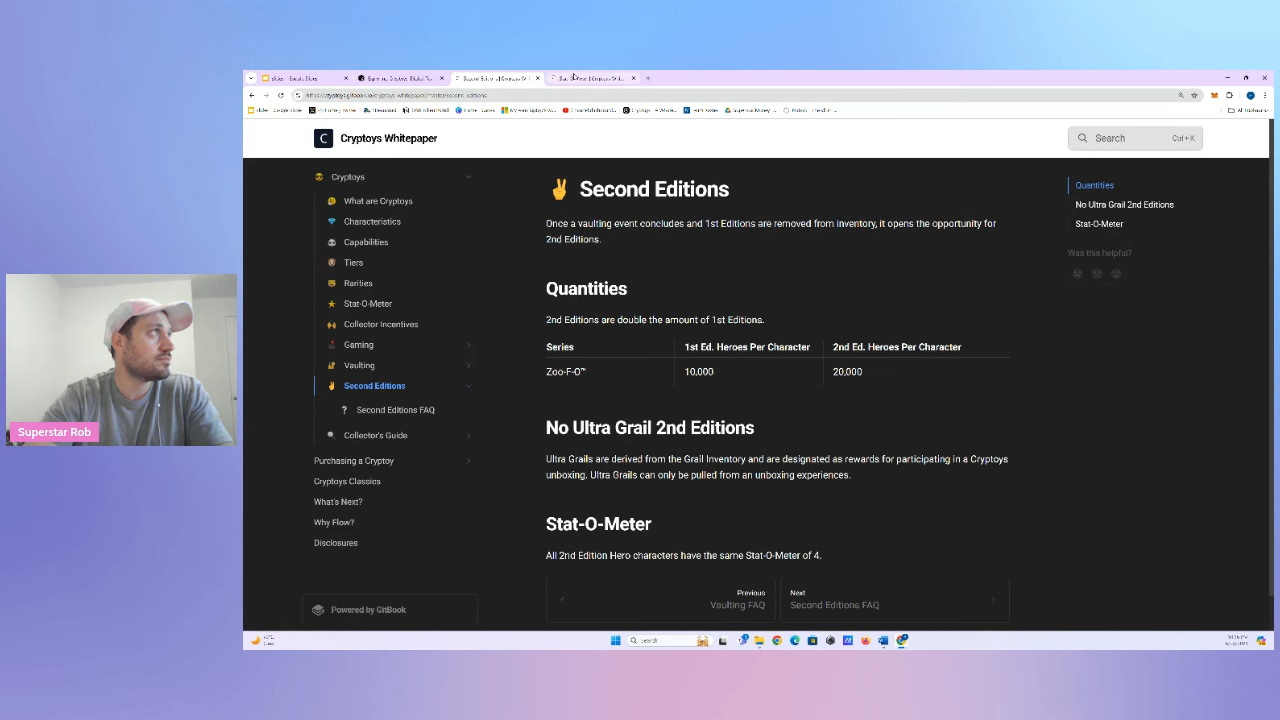 Cryptoys Whitepaper
Search
Ctrl + K
Cryptoys
What are Cryptoys
Characteristics
Capabilities
Tiers
Rarities
Stat-O-Meter
Collector Incentives
Gaming
Vaulting
Second Editions
Second Editions FAQ
Collector's Guide
Purchasing a Cryptoy
Cryptoys Classics
What's Next?
Why Flow?
Disclosures
Powered by GitBook
Second Editions
Once a vaulting event concludes and 1st Editions are removed from inventory, it opens the opportunity for
2nd Editions.
Quantities
2nd Editions are double the amount of 1st Editions.
Series 1st Ed. Heroes Per Character 2nd Ed. Heroes Per Character
Zoo-F-O™ 10,000 20,000
No Ultra Grail 2nd Editions
Ultra Grails are derived from the Grail Inventory and are designated as rewards for participating in a Cryptoys
unboxing. Ultra Grails can only be pulled from an unboxing experiences.
Stat-O-Meter
All 2nd Edition Hero characters have the same Stat-O-Meter of 4.
Previous
Vaulting FAQ
Next
Second Editions FAQ
Quantities
No Ultra Grail 2nd Editions
Stat-O-Meter
Was this helpful?
Superstar Rob
Search